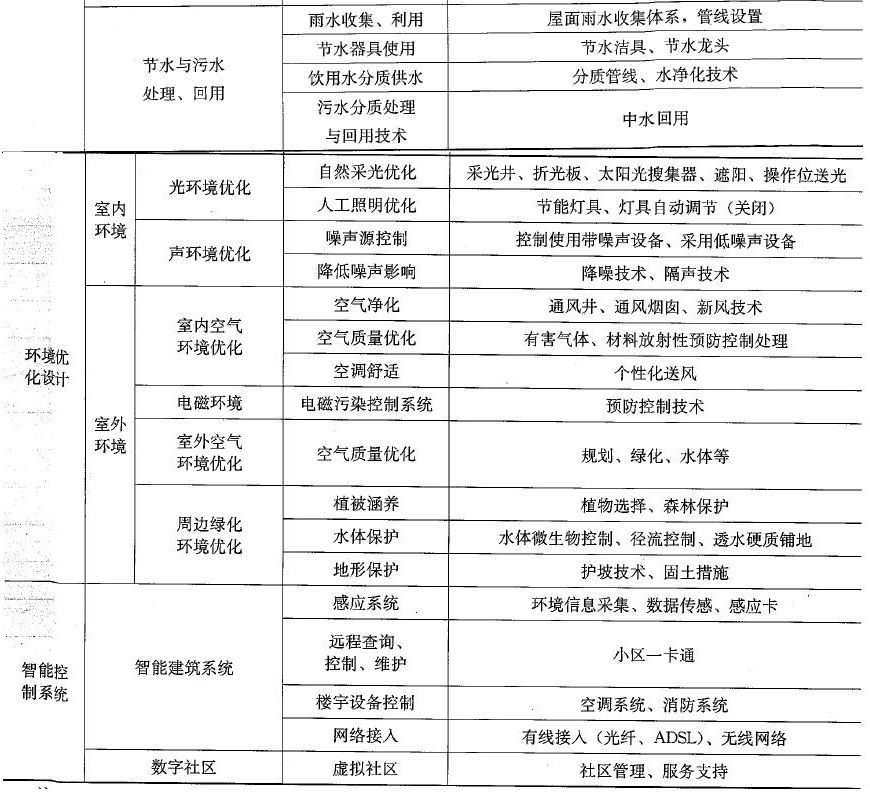 雨水收集、利用
屋面雨水收集体系，管线设置
节水与污水
处理、回用
节水器具使用
节水洁具、节水龙头
饮用水分质供水
分质管线、水净化技术
污水分质处理
与回用技术
中水回用
环境优
化设计
室内
环境
光环境优化
自然采光优化
采光井、折光板、太阳光搜集器、遮阳、操作位送光
人工照明优化
节能灯具、灯具自动调节（关闭）
声环境优化
噪声源控制
控制使用带噪声设备、采用低噪声设备
降低噪声影响
降噪技术、隔声技术
室外
环境
室内空气
环境优化
空气净化
通风井、通风烟囱、新风技术
空气质量优化
有害气体、材料放射性预防控制处理
空调舒适
个性化送风
电磁环境
电磁污染控制系统
预防控制技术
室外空气
环境优化
空气质量优化
规划、绿化、水体等
周边绿化
环境优化
植被涵养
植物选择、森林保护
水体保护
水体微生物控制、径流控制、透水硬质铺地
地形保护
护坡技术、固土措施
智能控
制系统
智能建筑系统
感应系统
环境信息采集、数据传感、感应卡
远程查询、
控制、维护
小区一卡通
楼宇设备控制
空调系统、消防系统
网络接入
有线接入（光纤、ADSL）、无线网络
数字社区
虚拟社区
社区管理、服务支持